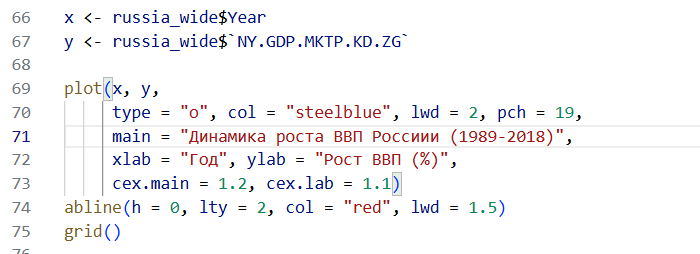 66 x <- russia_wide$Year
67 y <- russia_wide$`NY.GDP.MKTP.KD.ZG`
68
69 plot(x, y,
70 type = "o", col = "steelblue", lwd = 2, pch = 19,
71 main = "Динамика роста ВВП Россиии (1989-2018)",
72 xlab = "Год", ylab = "Рост ВВП (%)",
73 cex.main = 1.2, cex.lab = 1.1)
74 abline(h = 0, lty = 2, col = "red", lwd = 1.5)
75 grid()
76